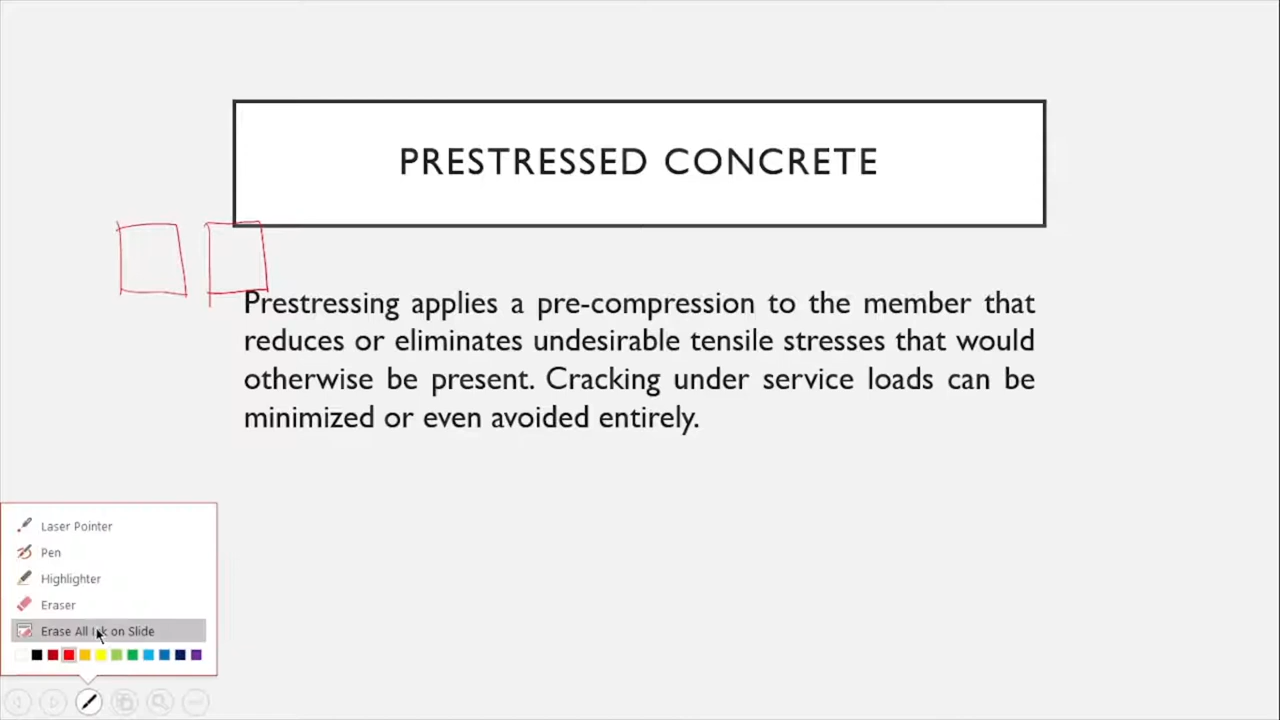 PRESTRESSED CONCRETE
Prestressing applies a pre-compression to the member that
reduces or eliminates undesirable tensile stresses that would
otherwise be present. Cracking under service loads can be
minimized or even avoided entirely.
Laser Pointer
Pen
Highlighter
Eraser
Erase All Ink on Slide